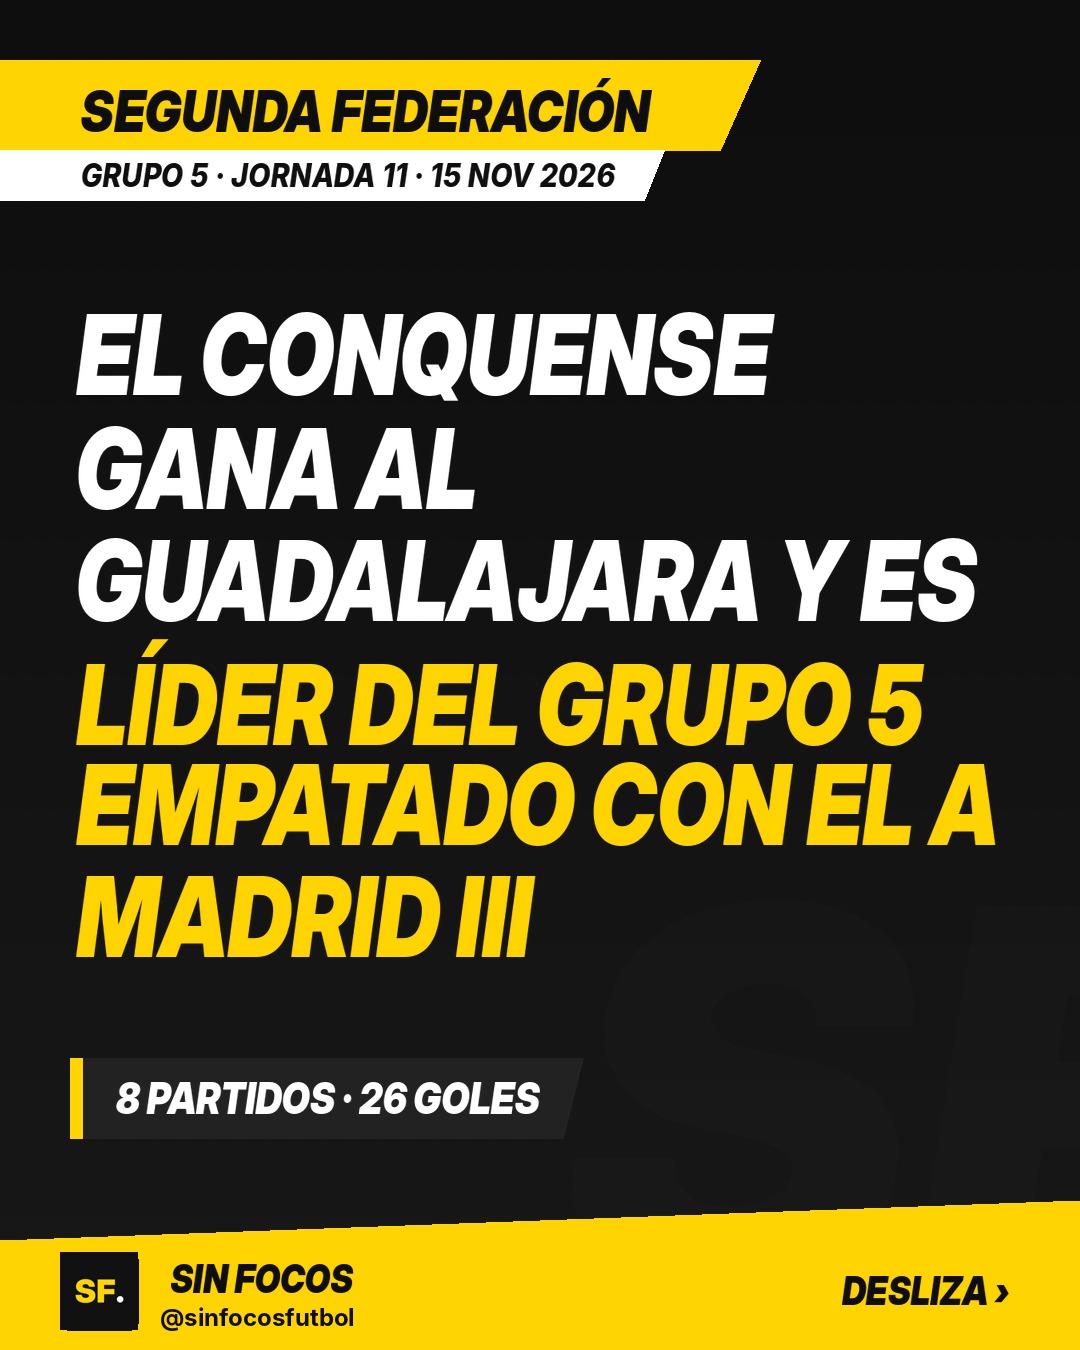 SEGUNDA FEDERACIÓN
GRUPO 5 · JORNADA 11 · 15 NOV 2026
EL CONQUENSE
GANA AL
GUADALAJARA Y ES
LÍDER DEL GRUPO 5
EMPATADO CON EL A
MADRID III
8 PARTIDOS · 26 GOLES
SF
SF.
SIN FOCOS
@sinfocosfutbol
DESLIZA ›